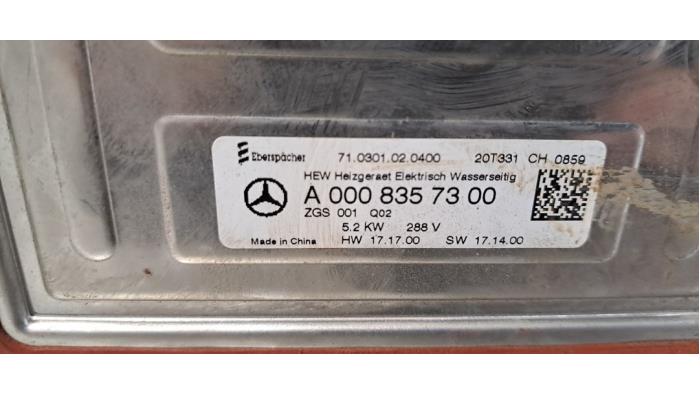 Eberspächer 71.0301.02.0400 20T331 CH 0859
HEW Heizgeraet Elektrisch Wasserseitig
A 000 835 73 00
ZGS 001 Q02
5.2 KW 288 V
Made in China HW 17.17.00 SW 17.14.00